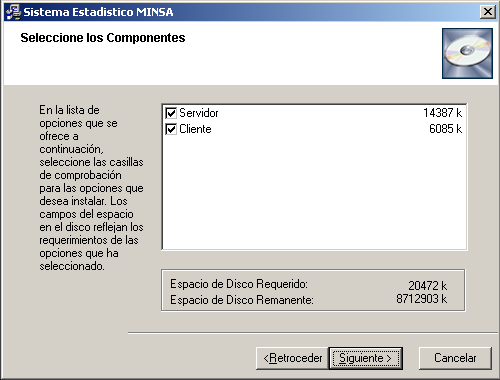 Sistema Estadistico MINSA
Seleccione los Componentes
En la lista de
opciones que se
ofrece a
continuación,
seleccione las casillas
de comprobación
para las opciones que
desea instalar. Los
campos del espacio
en el disco reflejan los
requerimientos de las
opciones que ha
seleccionado.
Servidor 14387 k
Cliente 6085 k
Espacio de Disco Requerido: 20472 k
Espacio de Disco Remanente: 8712903 k
<Retroceder Siguiente > Cancelar